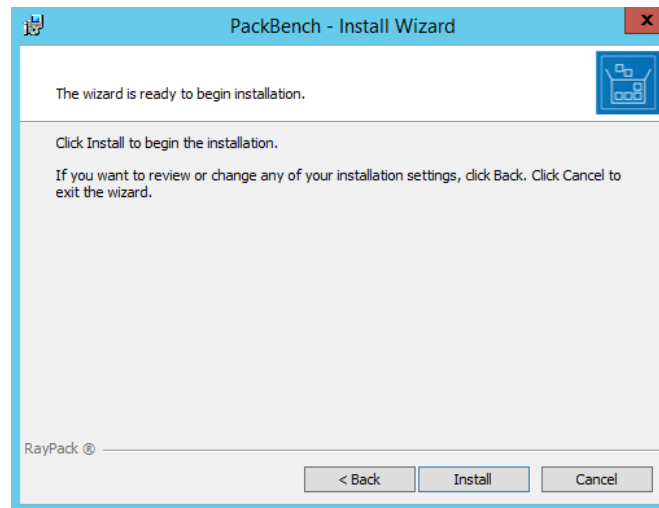 PackBench - Install Wizard
x
The wizard is ready to begin installation.
Click Install to begin the installation.
If you want to review or change any of your installation settings, click Back. Click Cancel to
exit the wizard.
RayPack ®
< Back
Install
Cancel